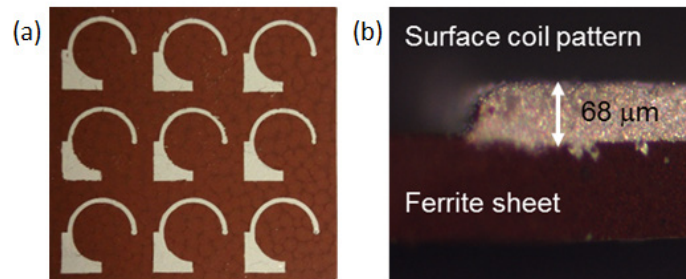 (a)
(b)
Surface coil pattern
68 μm
Ferrite sheet